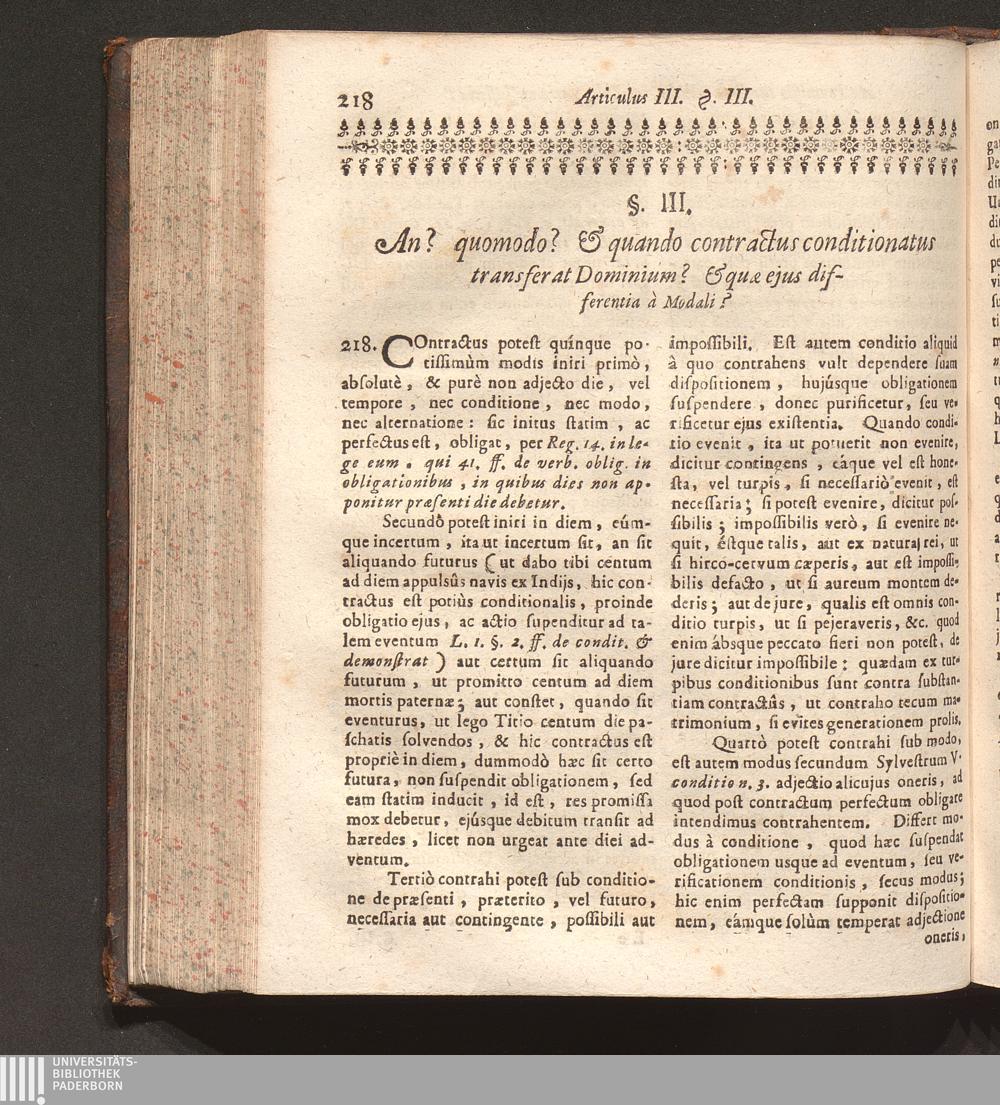 218
Articulus III. §. III.
§. III.
An? quomodo? & quando contractus conditionatus
transferat Dominium? & quæ ejus dif-
ferentia à Modali?
218. COntractus poteſt quínque po-
tiſſimùm modis iniri primò,
abſolutè, & purè non adjecto die, vel
tempore, nec conditione, nec modo,
nec alternatione: ſic initus ſtatim, ac
perfectus eſt, obligat, per Reg. 14. in le-
ge eum. qui 41. ff. de verb. oblig. in
obligationibus, in quibus dies non ap-
ponitur præſenti die debetur.
Secundò poteſt iniri in diem, eúm-
que incertum, ita ut incertum ſit, an ſit
aliquando futurus (ut dabo tibi centum
ad diem appulsûs navis ex Indijs, hic con-
tractus eſt potiùs conditionalis, proinde
obligatio ejus, ac actio ſupenditur ad ta-
lem eventum L. 1. §. 2. ff. de condit. &
demonſtrat) aut certum ſit aliquando
futurum, ut promitto centum ad diem
mortis paternæ; aut conſtet, quando ſit
eventurus, ut lego Titio centum die pa-
ſchatis ſolvendos, & hic contractus eſt
propriè in diem, dummodò hæc ſit certo
futura, non ſuſpendit obligationem, ſed
eam ſtatim inducit, id eſt, res promiſſa
mox debetur, ejúsque debitum tranſit ad
hæredes, licet non urgeat ante diei ad-
ventum.
Tertiò contrahi poteſt ſub conditio-
ne de præſenti, præterito, vel futuro,
neceſſaria aut contingente, poſſibili aut
impoſſibili. Eſt autem conditio aliquid
à quo contrahens vult dependere ſuam
diſpoſitionem, hujúsque obligationem
ſuſpendere, donec purificetur, ſeu ve-
rificetur ejus exiſtentia. Quando condi-
tio evenit, ita ut potuerit non evenire,
dicitur contingens, eáque vel eſt hone-
ſta, vel turpis, ſi neceſſariò evenit, eſt
neceſſaria; ſi poteſt evenire, dicitur poſ-
ſibilis; impoſſibilis verò, ſi evenire ne-
quit, éſtque talis, aut ex natura rei, ut
ſi hirco-cervum cæperis, aut eſt impoſſi-
bilis defacto, ut ſi aureum montem de-
deris; aut de jure, qualis eſt omnis con-
ditio turpis, ut ſi pejeraveris, &c. quod
enim ábsque peccato fieri non poteſt, de
jure dicitur impoſſibile: quædam ex tur-
pibus conditionibus ſunt contra ſubſtan-
tiam contractûs, ut contraho tecum ma-
trimonium, ſi evites generationem prolis.
Quartò poteſt contrahi ſub modo,
eſt autem modus ſecundum Sylveſtrum V.
conditio n. 3. adjectio alicujus oneris, ad
quod poſt contractum perfectum obligare
intendimus contrahentem. Differt mo-
dus à conditione, quod hæc ſuſpendat
obligationem usque ad eventum, ſeu ve-
rificationem conditionis, ſecus modus;
hic enim perfectam ſupponit diſpoſitio-
nem, eámque ſolùm temperat adjectione
oneris,
UNIVERSITÄTS-
BIBLIOTHEK
PADERBORN